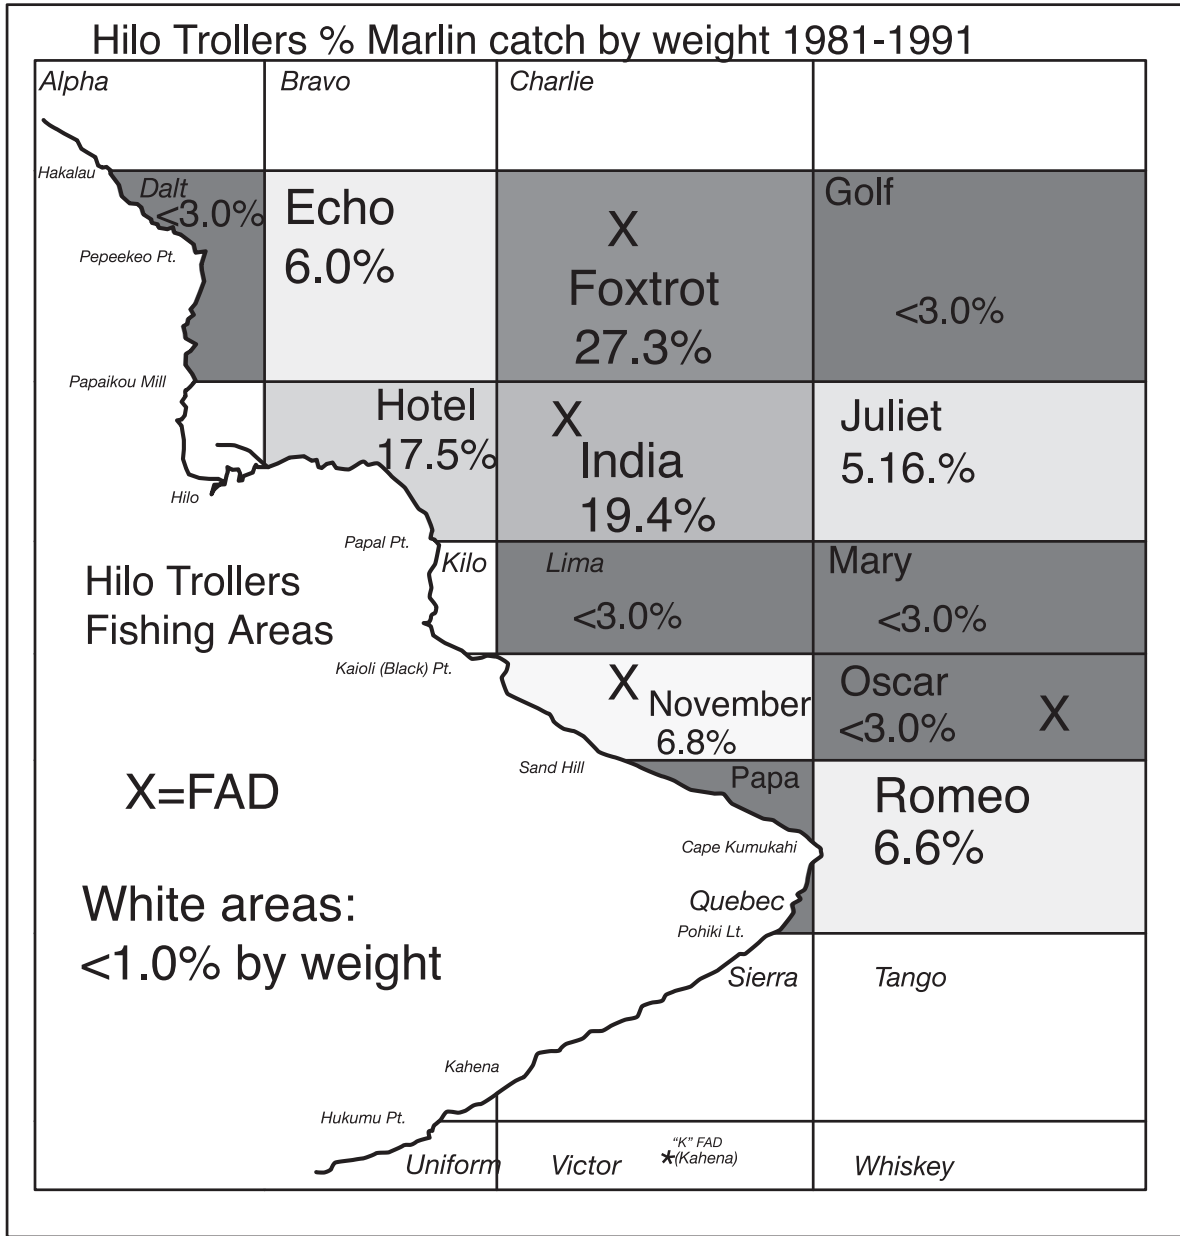 Hilo Trollers % Marlin catch by weight 1981-1991
Alpha
Bravo
Charlie
Hakalau
Dalt
<3.0%
Echo
6.0%
X
Foxtrot
27.3%
Golf
<3.0%
Pepeekeo Pt.
Papaikou Mill
Hotel
17.5%
X
India
19.4%
Juliet
5.16.%
Hilo
Papal Pt.
Kilo
Lima
<3.0%
Mary
<3.0%
Hilo Trollers
Fishing Areas
Kaioli (Black) Pt.
X
November
6.8%
Oscar
<3.0%
X
Sand Hill
Papa
X=FAD
Romeo
6.6%
Cape Kumukahi
White areas:
<1.0% by weight
Quebec
Pohiki Lt.
Sierra
Tango
Kahena
Hukumu Pt.
Uniform
Victor
"K" FAD
*(Kahena)
Whiskey